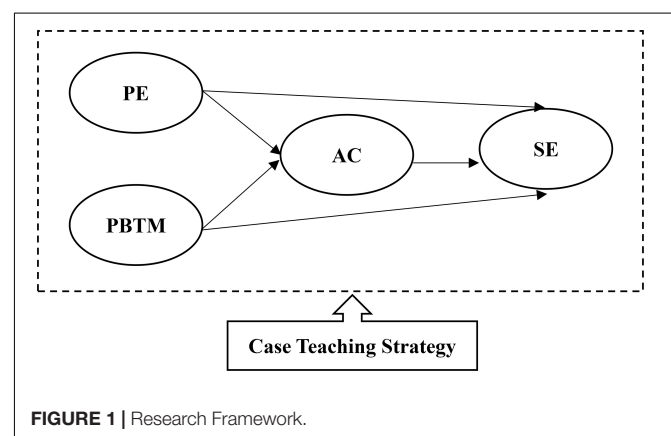 PE
AC
SE
PBTM
Case Teaching Strategy
FIGURE 1 | Research Framework.